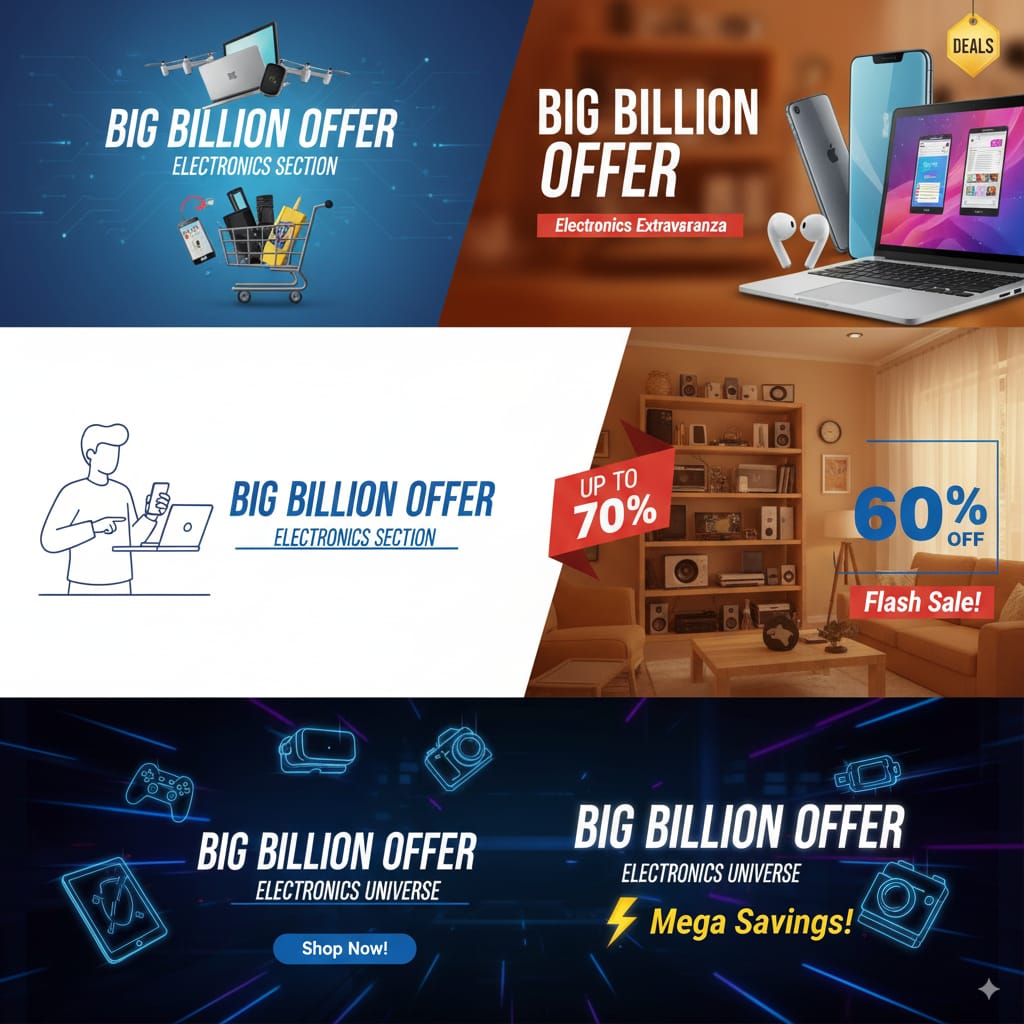 BIG BILLION OFFER
ELECTRONICS SECTION
DEALS
BIG BILLION
OFFER
Electronics Extravaranza
BIG BILLION OFFER
ELECTRONICS SECTION
UP TO
70%
60%
OFF
Flash Sale!
BIG BILLION OFFER
ELECTRONICS UNIVERSE
Shop Now!
BIG BILLION OFFER
ELECTRONICS UNIVERSE
Mega Savings!